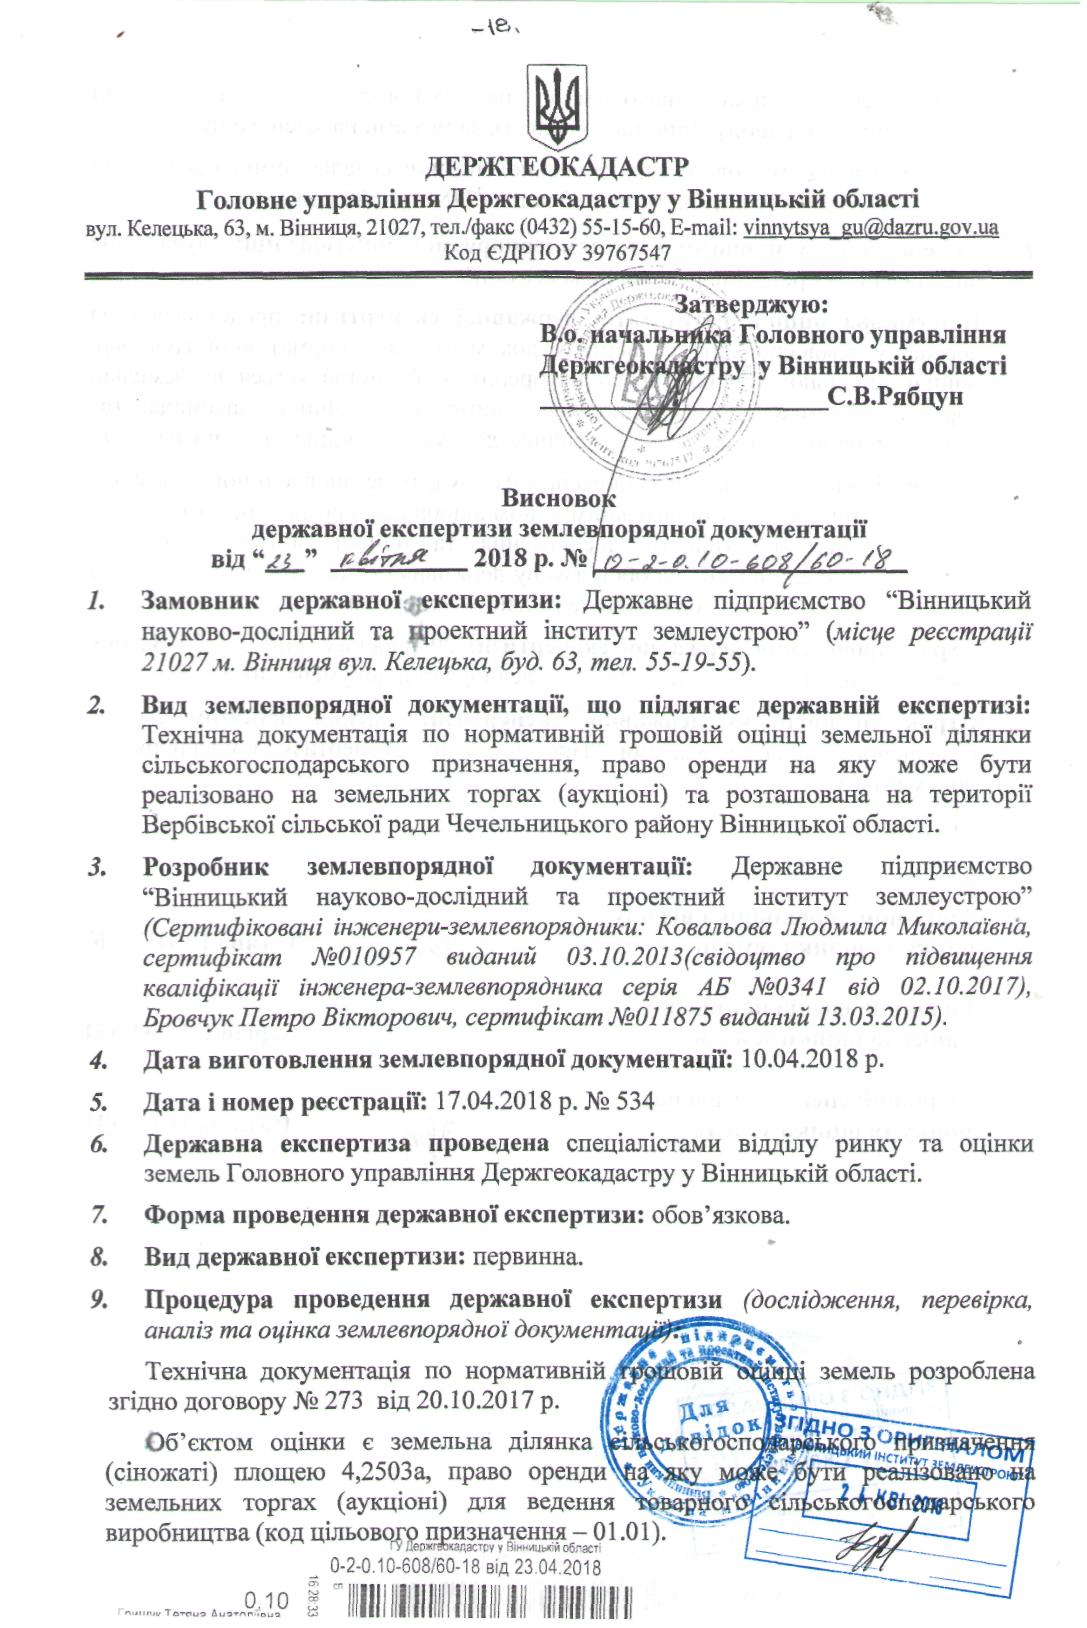 -18.
ДЕРЖГЕОКАДАСТР
Головне управління Держгеокадастру у Вінницькій області
вул. Келецька, 63, м. Вінниця, 21027, тел./факс (0432) 55-15-60, E-mail: vinnytsya_gu@dazru.gov.ua
Код ЄДРПОУ 39767547
Затверджую:
В.о. начальника Головного управління
Держгеокадастру у Вінницькій області
С.В.Рябцун
Висновок
державної експертизи землевпорядної документації
від “23” квітня 2018 р. № 0-2-0.10-608/60-18
1. Замовник державної експертизи: Державне підприємство “Вінницький
науково-дослідний та проектний інститут землеустрою” (місце реєстрації
21027 м. Вінниця вул. Келецька, буд. 63, тел. 55-19-55).
2. Вид землевпорядної документації, що підлягає державній експертизі:
Технічна документація по нормативній грошовій оцінці земельної ділянки
сільськогосподарського призначення, право оренди на яку може бути
реалізовано на земельних торгах (аукціоні) та розташована на території
Вербівської сільської ради Чечельницького району Вінницької області.
3. Розробник землевпорядної документації: Державне підприємство
“Вінницький науково-дослідний та проектний інститут землеустрою”
(Сертифіковані інженери-землевпорядники: Ковальова Людмила Миколаївна,
сертифікат №010957 виданий 03.10.2013(свідоцтво про підвищення
кваліфікації інженера-землевпорядника серія АБ №0341 від 02.10.2017),
Бровчук Петро Вікторович, сертифікат №011875 виданий 13.03.2015).
4. Дата виготовлення землевпорядної документації: 10.04.2018 р.
5. Дата і номер реєстрації: 17.04.2018 р. № 534
6. Державна експертиза проведена спеціалістами відділу ринку та оцінки
земель Головного управління Держгеокадастру у Вінницькій області.
7. Форма проведення державної експертизи: обов’язкова.
8. Вид державної експертизи: первинна.
9. Процедура проведення державної експертизи (дослідження, перевірка,
аналіз та оцінка землевпорядної документації):
Технічна документація по нормативній грошовій оцінці земель розроблена
згідно договору № 273 від 20.10.2017 р.
Об’єктом оцінки є земельна ділянка сільськогосподарського призначення
(сіножаті) площею 4,2503а, право оренди на яку може бути реалізовано на
земельних торгах (аукціоні) для ведення товарного сільськогосподарського
виробництва (код цільового призначення – 01.01).
Для
довідок
ЗГІДНО З ОРИГІНАЛОМ
24 КВІ 2018
ГУ Держгеокадастру у Вінницькій області
0-2-0.10-608/60-18 від 23.04.2018
16:28:33
0,10
Тетяна Анатоліївна